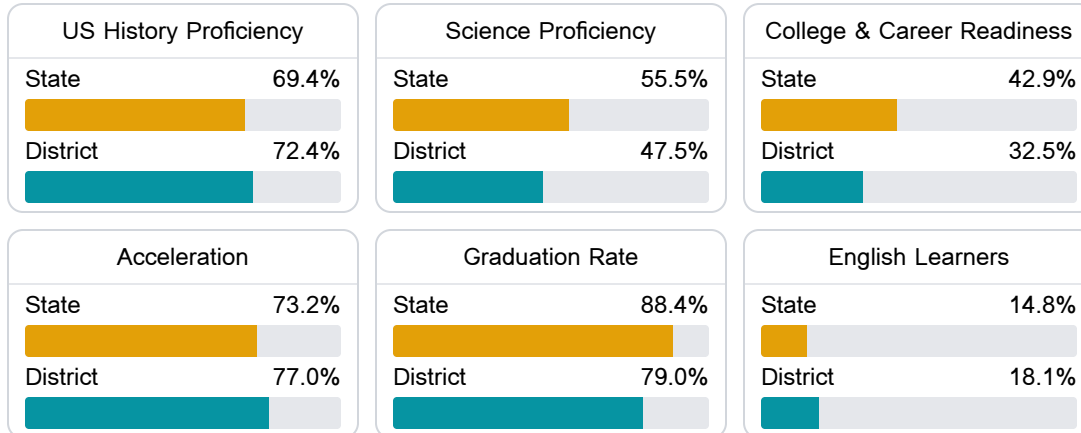 US History Proficiency
State 69.4%
District 72.4%
Science Proficiency
State 55.5%
District 47.5%
College & Career Readiness
State 42.9%
District 32.5%
Acceleration
State 73.2%
District 77.0%
Graduation Rate
State 88.4%
District 79.0%
English Learners
State 14.8%
District 18.1%